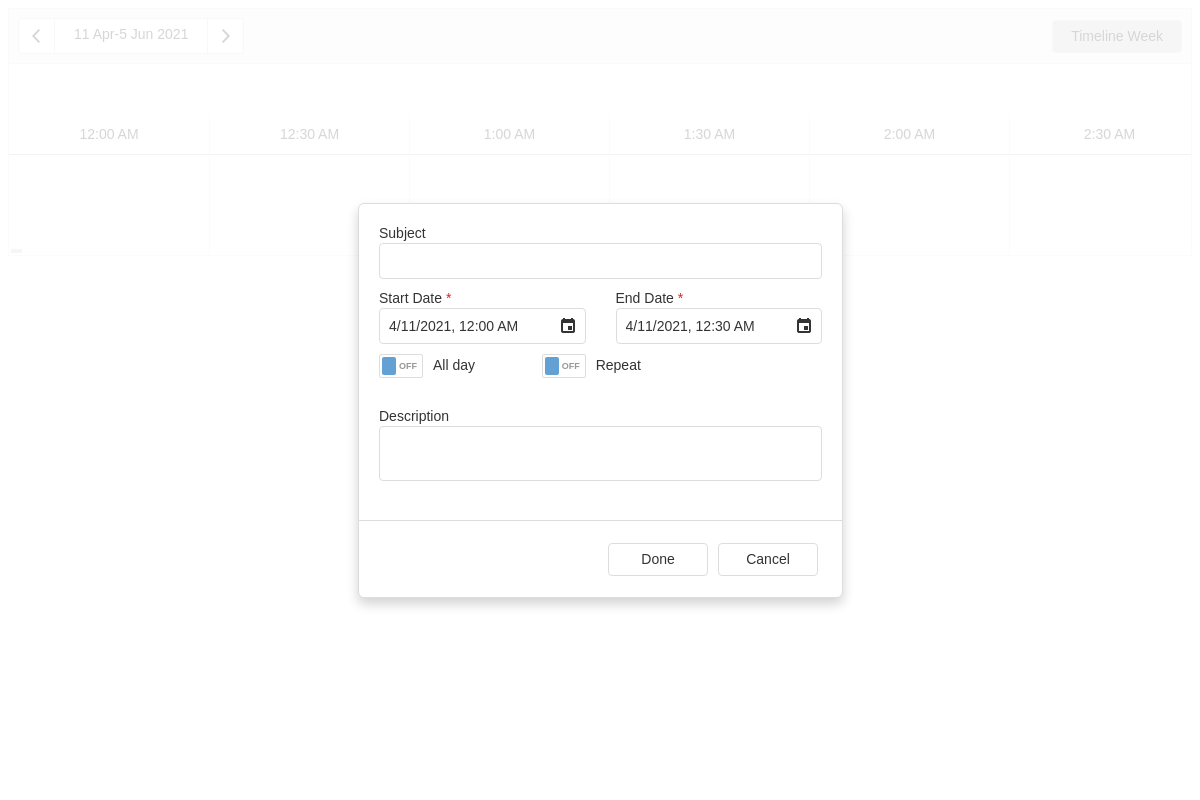 11 Apr-5 Jun 2021
Timeline Week
12:00 AM 12:30 AM 1:00 AM 1:30 AM 2:00 AM 2:30 AM
Subject
Start Date * End Date *
4/11/2021, 12:00 AM 4/11/2021, 12:30 AM
OFF All day OFF Repeat
Description
Done Cancel